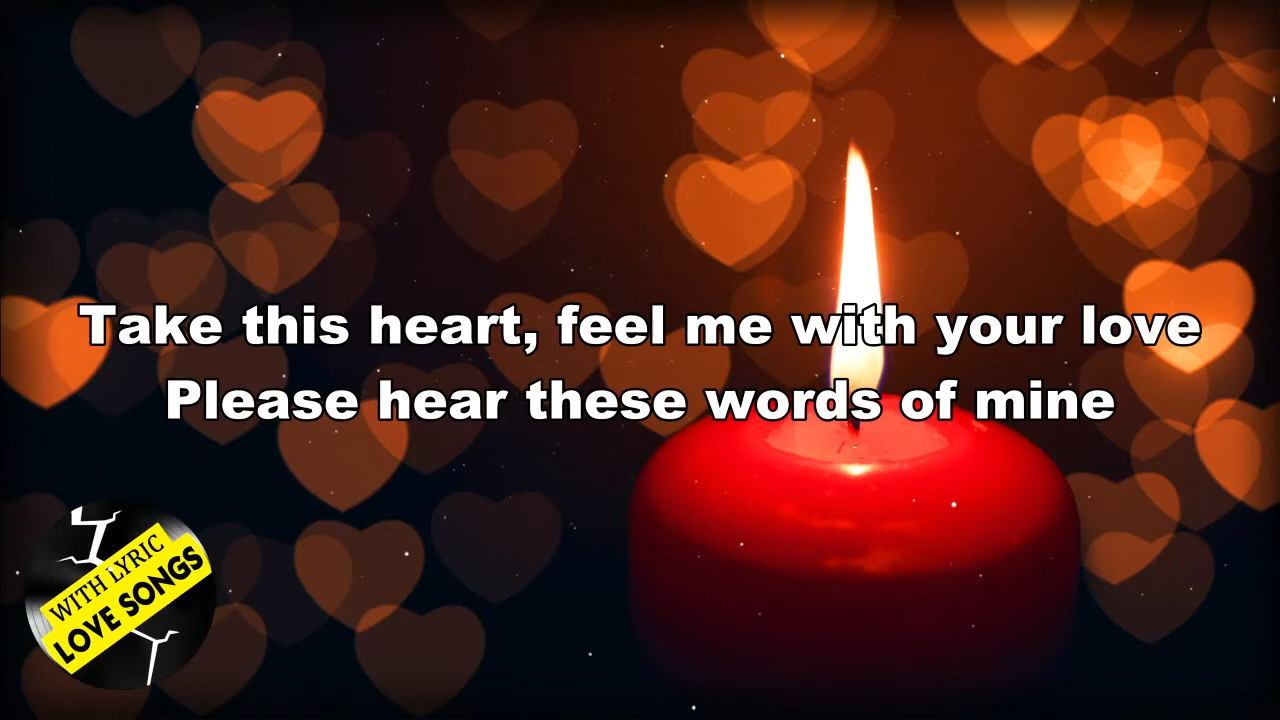 Take this heart, feel me with your love
Please hear these words of mine
WITH LYRIC
LOVE SONGS